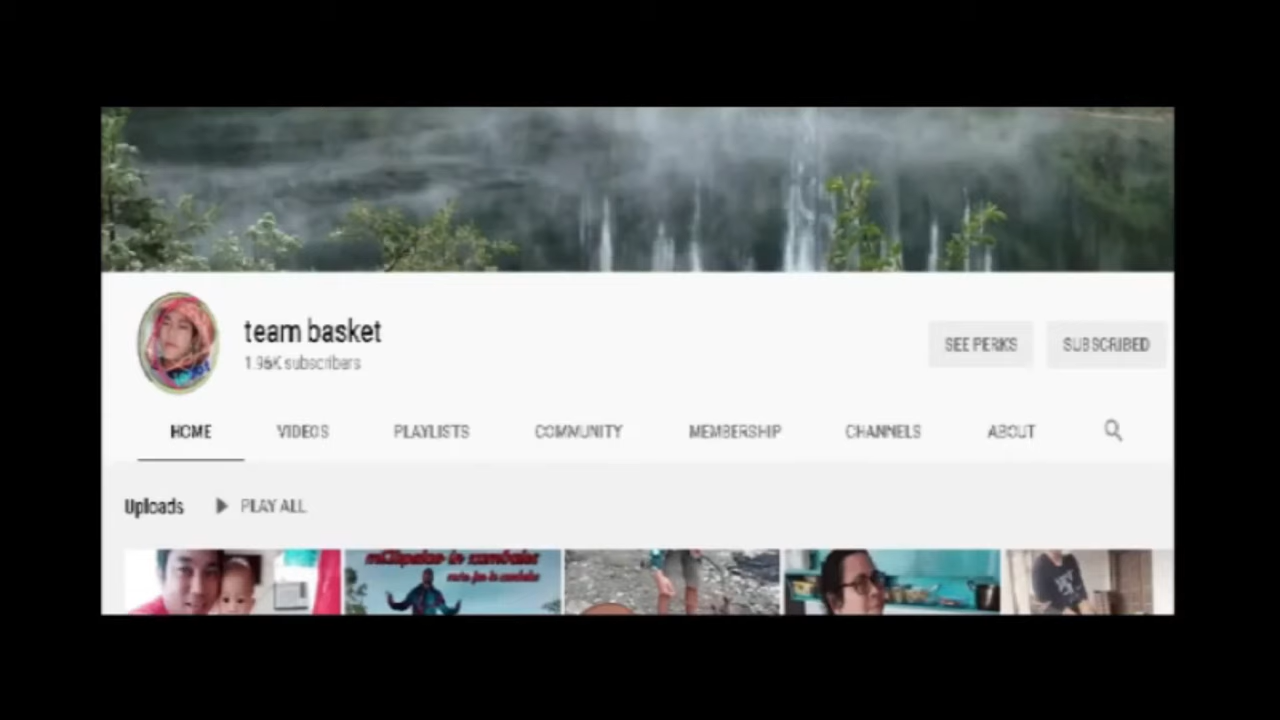 team basket
1.96K subscribers
SEE PERKS
SUBSCRIBED
HOME
VIDEOS
PLAYLISTS
COMMUNITY
MEMBERSHIP
CHANNELS
ABOUT
Uploads
PLAY ALL